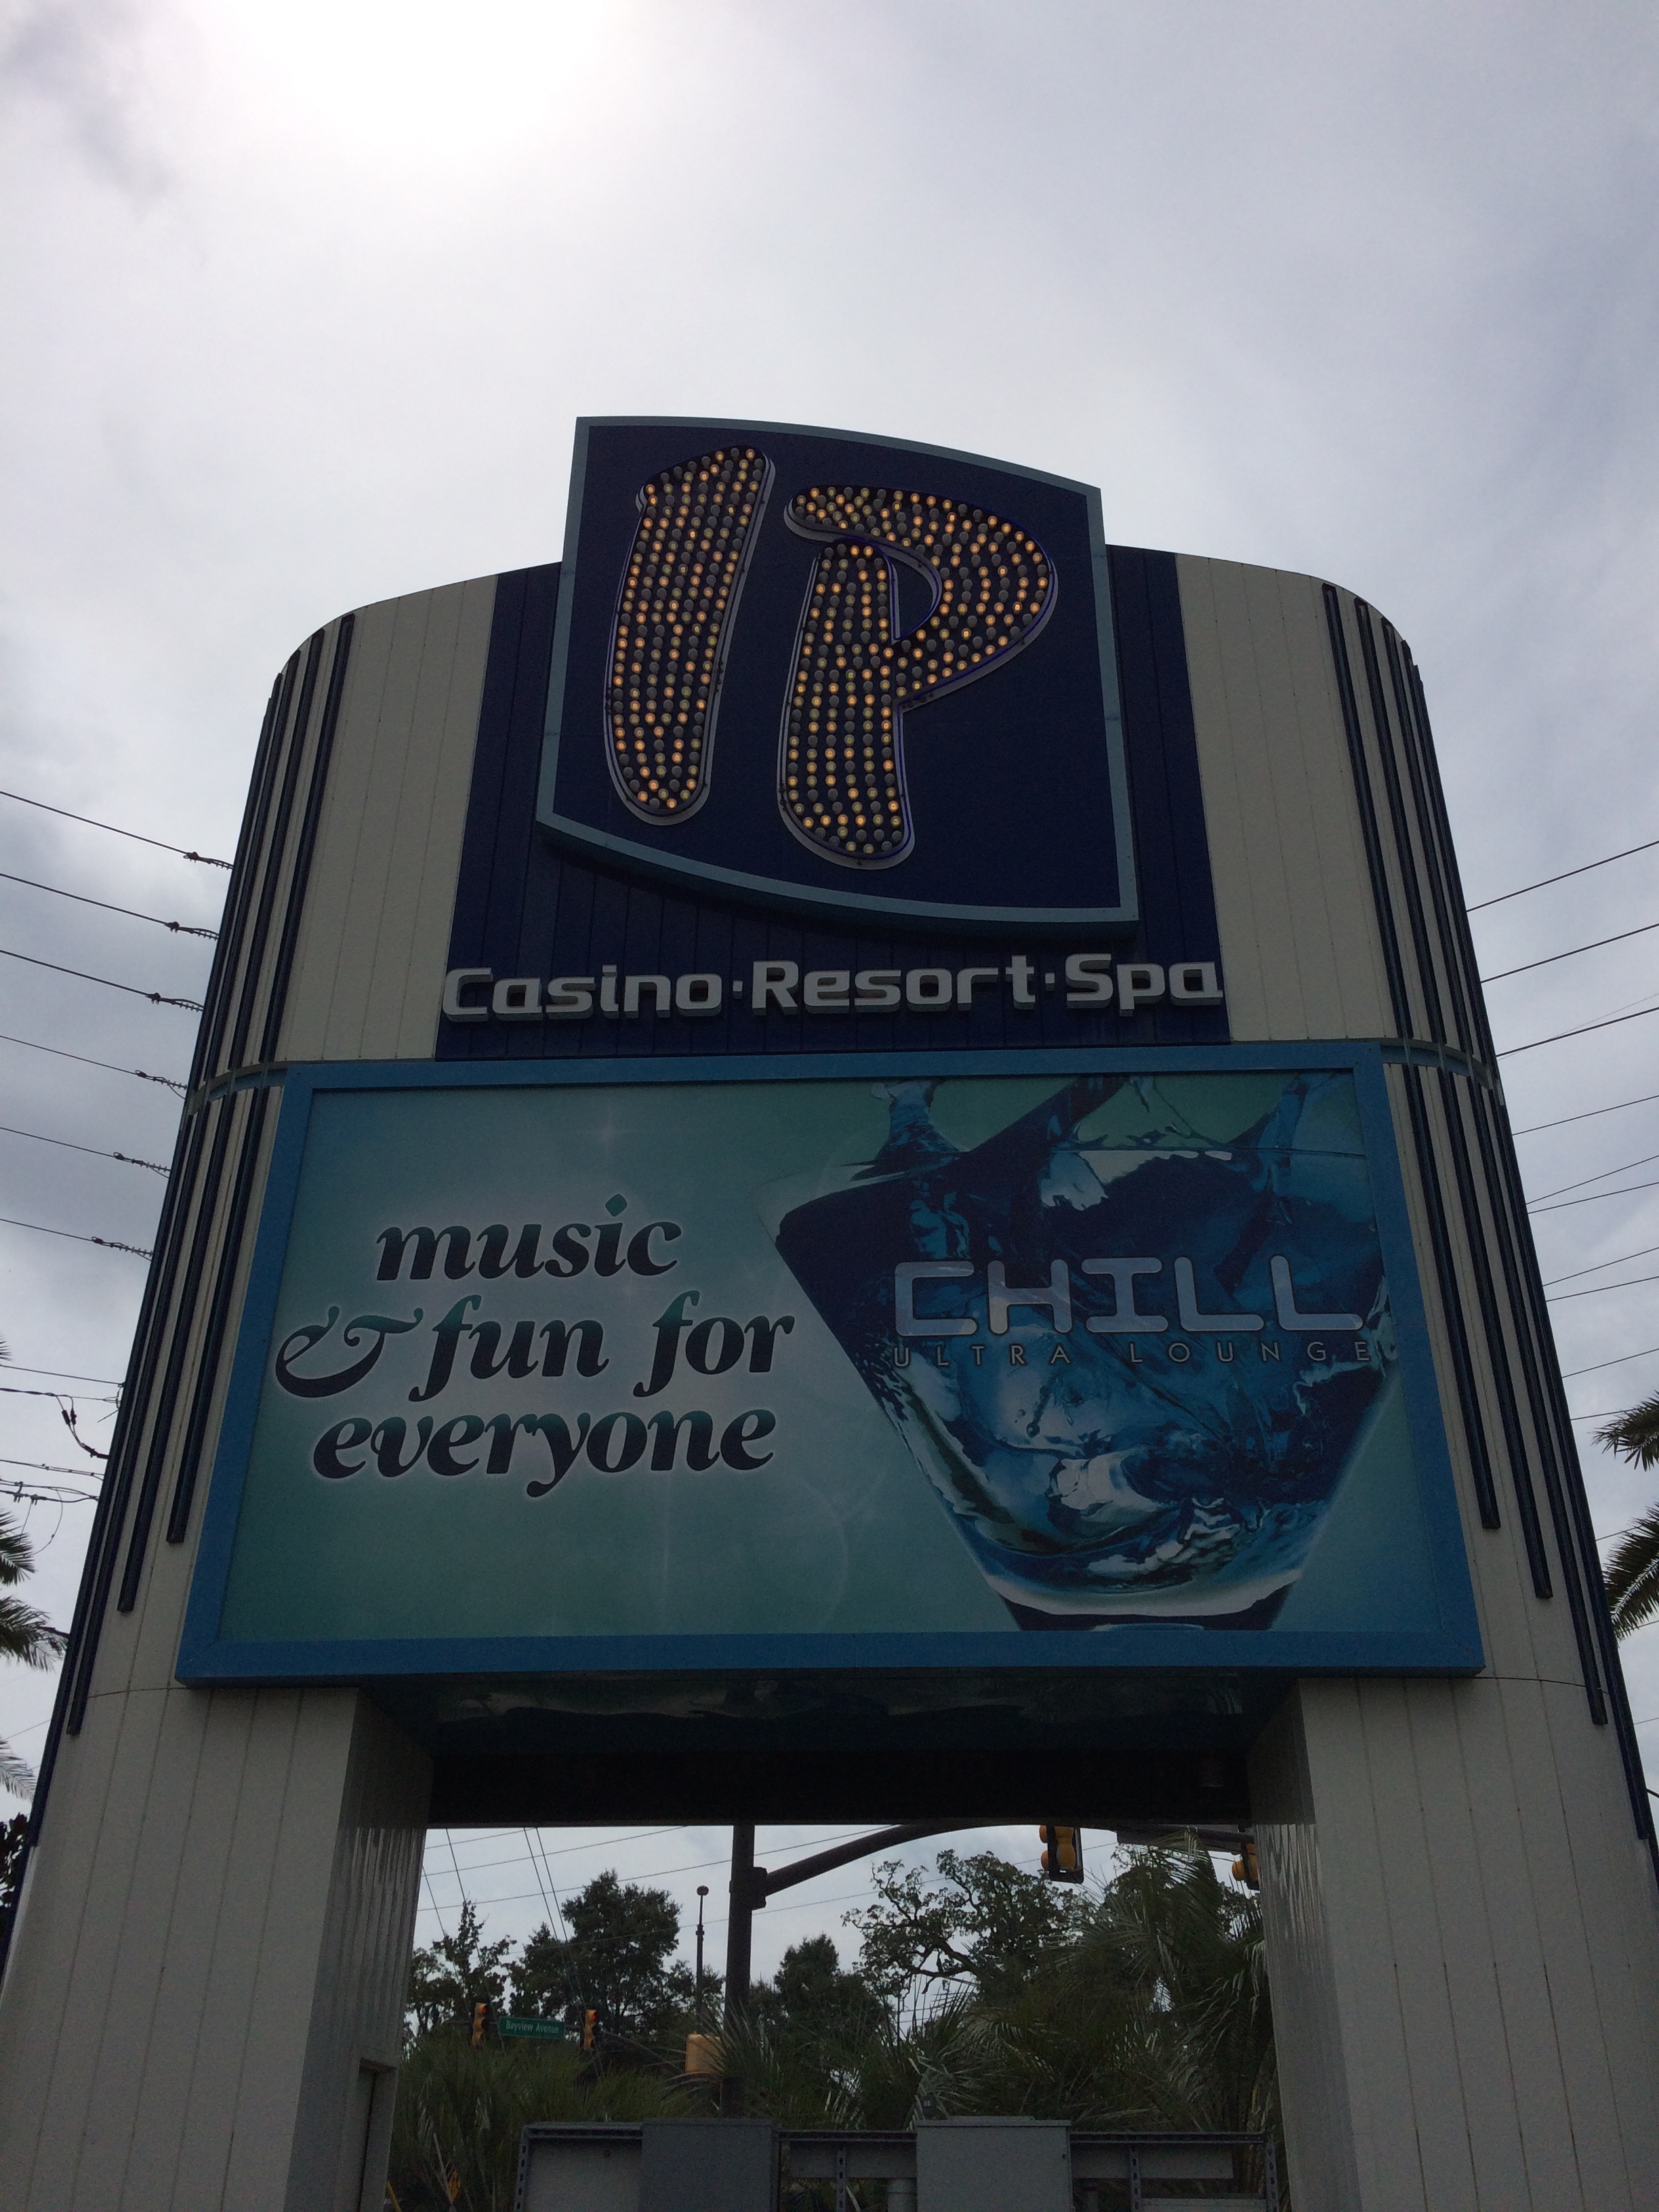 IP
Casino·Resort·Spa
music
& fun for
everyone
CHILL
ULTRA LOUNGE
Bayview Avenue